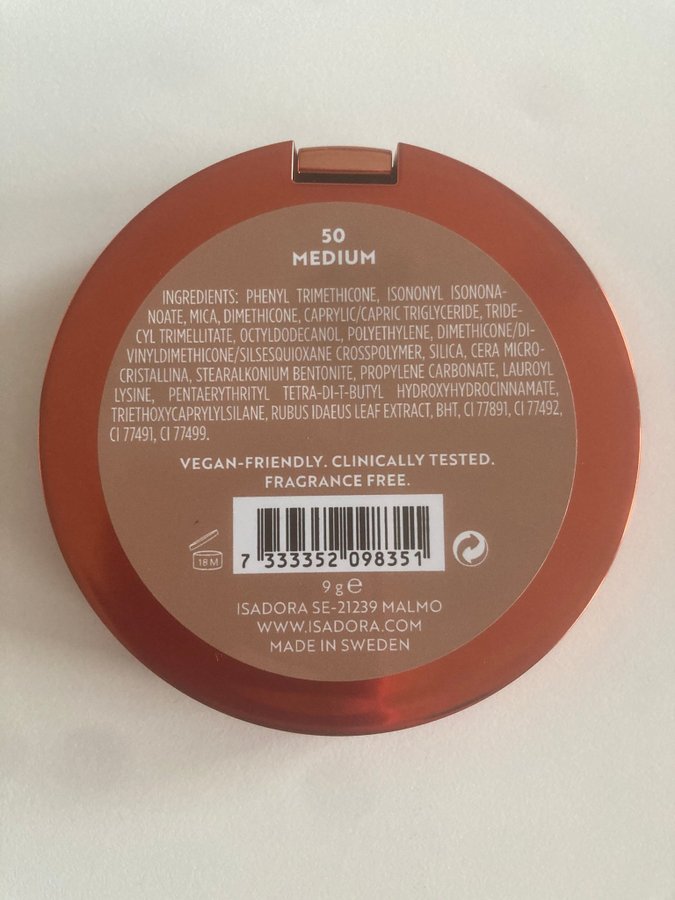 50
MEDIUM
INGREDIENTS: PHENYL TRIMETHICONE, ISONONYL ISONONA-
NOATE, MICA, DIMETHICONE, CAPRYLIC/CAPRIC TRIGLYCERIDE, TRIDE-
CYL TRIMELLITATE, OCTYLDODECANOL, POLYETHYLENE, DIMETHICONE/DI-
VINYLDIMETHICONE/SILSESQUIOXANE CROSSPOLYMER, SILICA, CERA MICRO-
CRISTALLINA, STEARALKONIUM BENTONITE, PROPYLENE CARBONATE, LAUROYL
LYSINE, PENTAERYTHRITYL TETRA-DI-T-BUTYL HYDROXYHYDROCINNAMATE,
TRIETHOXYCAPRYLYLSILANE, RUBUS IDAEUS LEAF EXTRACT, BHT, CI 77891, CI 77492,
CI 77491, CI 77499.
VEGAN-FRIENDLY. CLINICALLY TESTED.
FRAGRANCE FREE.
18 M
7 333352 098351
9 g e
ISADORA SE-21239 MALMO
WWW.ISADORA.COM
MADE IN SWEDEN